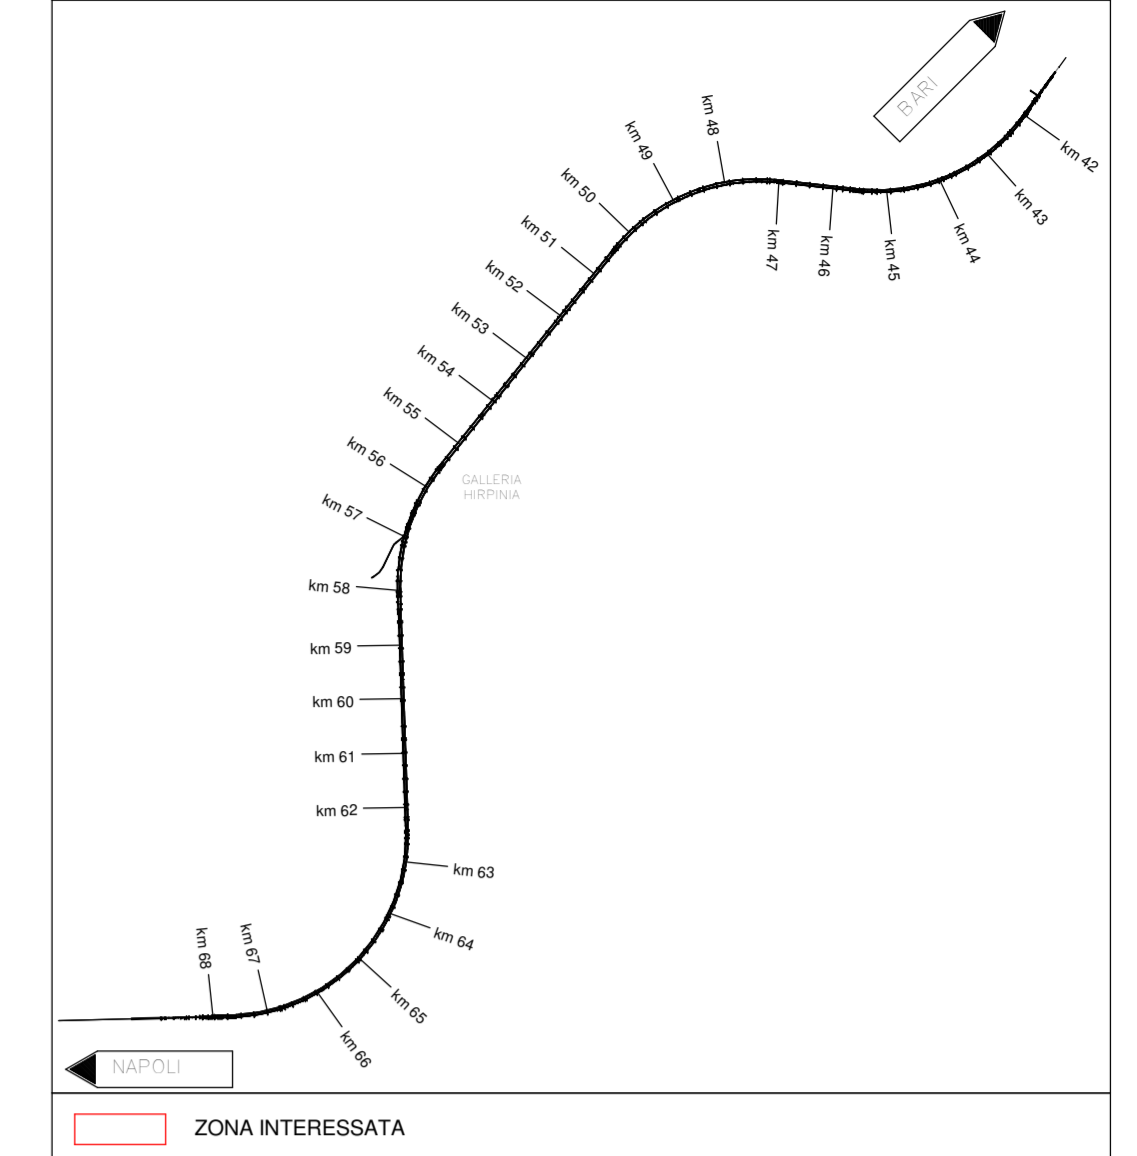 BARI
km 42
km 43
km 44
km 45
km 46
km 47
km 48
km 49
km 50
km 51
km 52
km 53
km 54
km 55
km 56
GALLERIA
HIRPINIA
km 57
km 58
km 59
km 60
km 61
km 62
km 63
km 64
km 65
km 66
km 67
km 68
NAPOLI
ZONA INTERESSATA